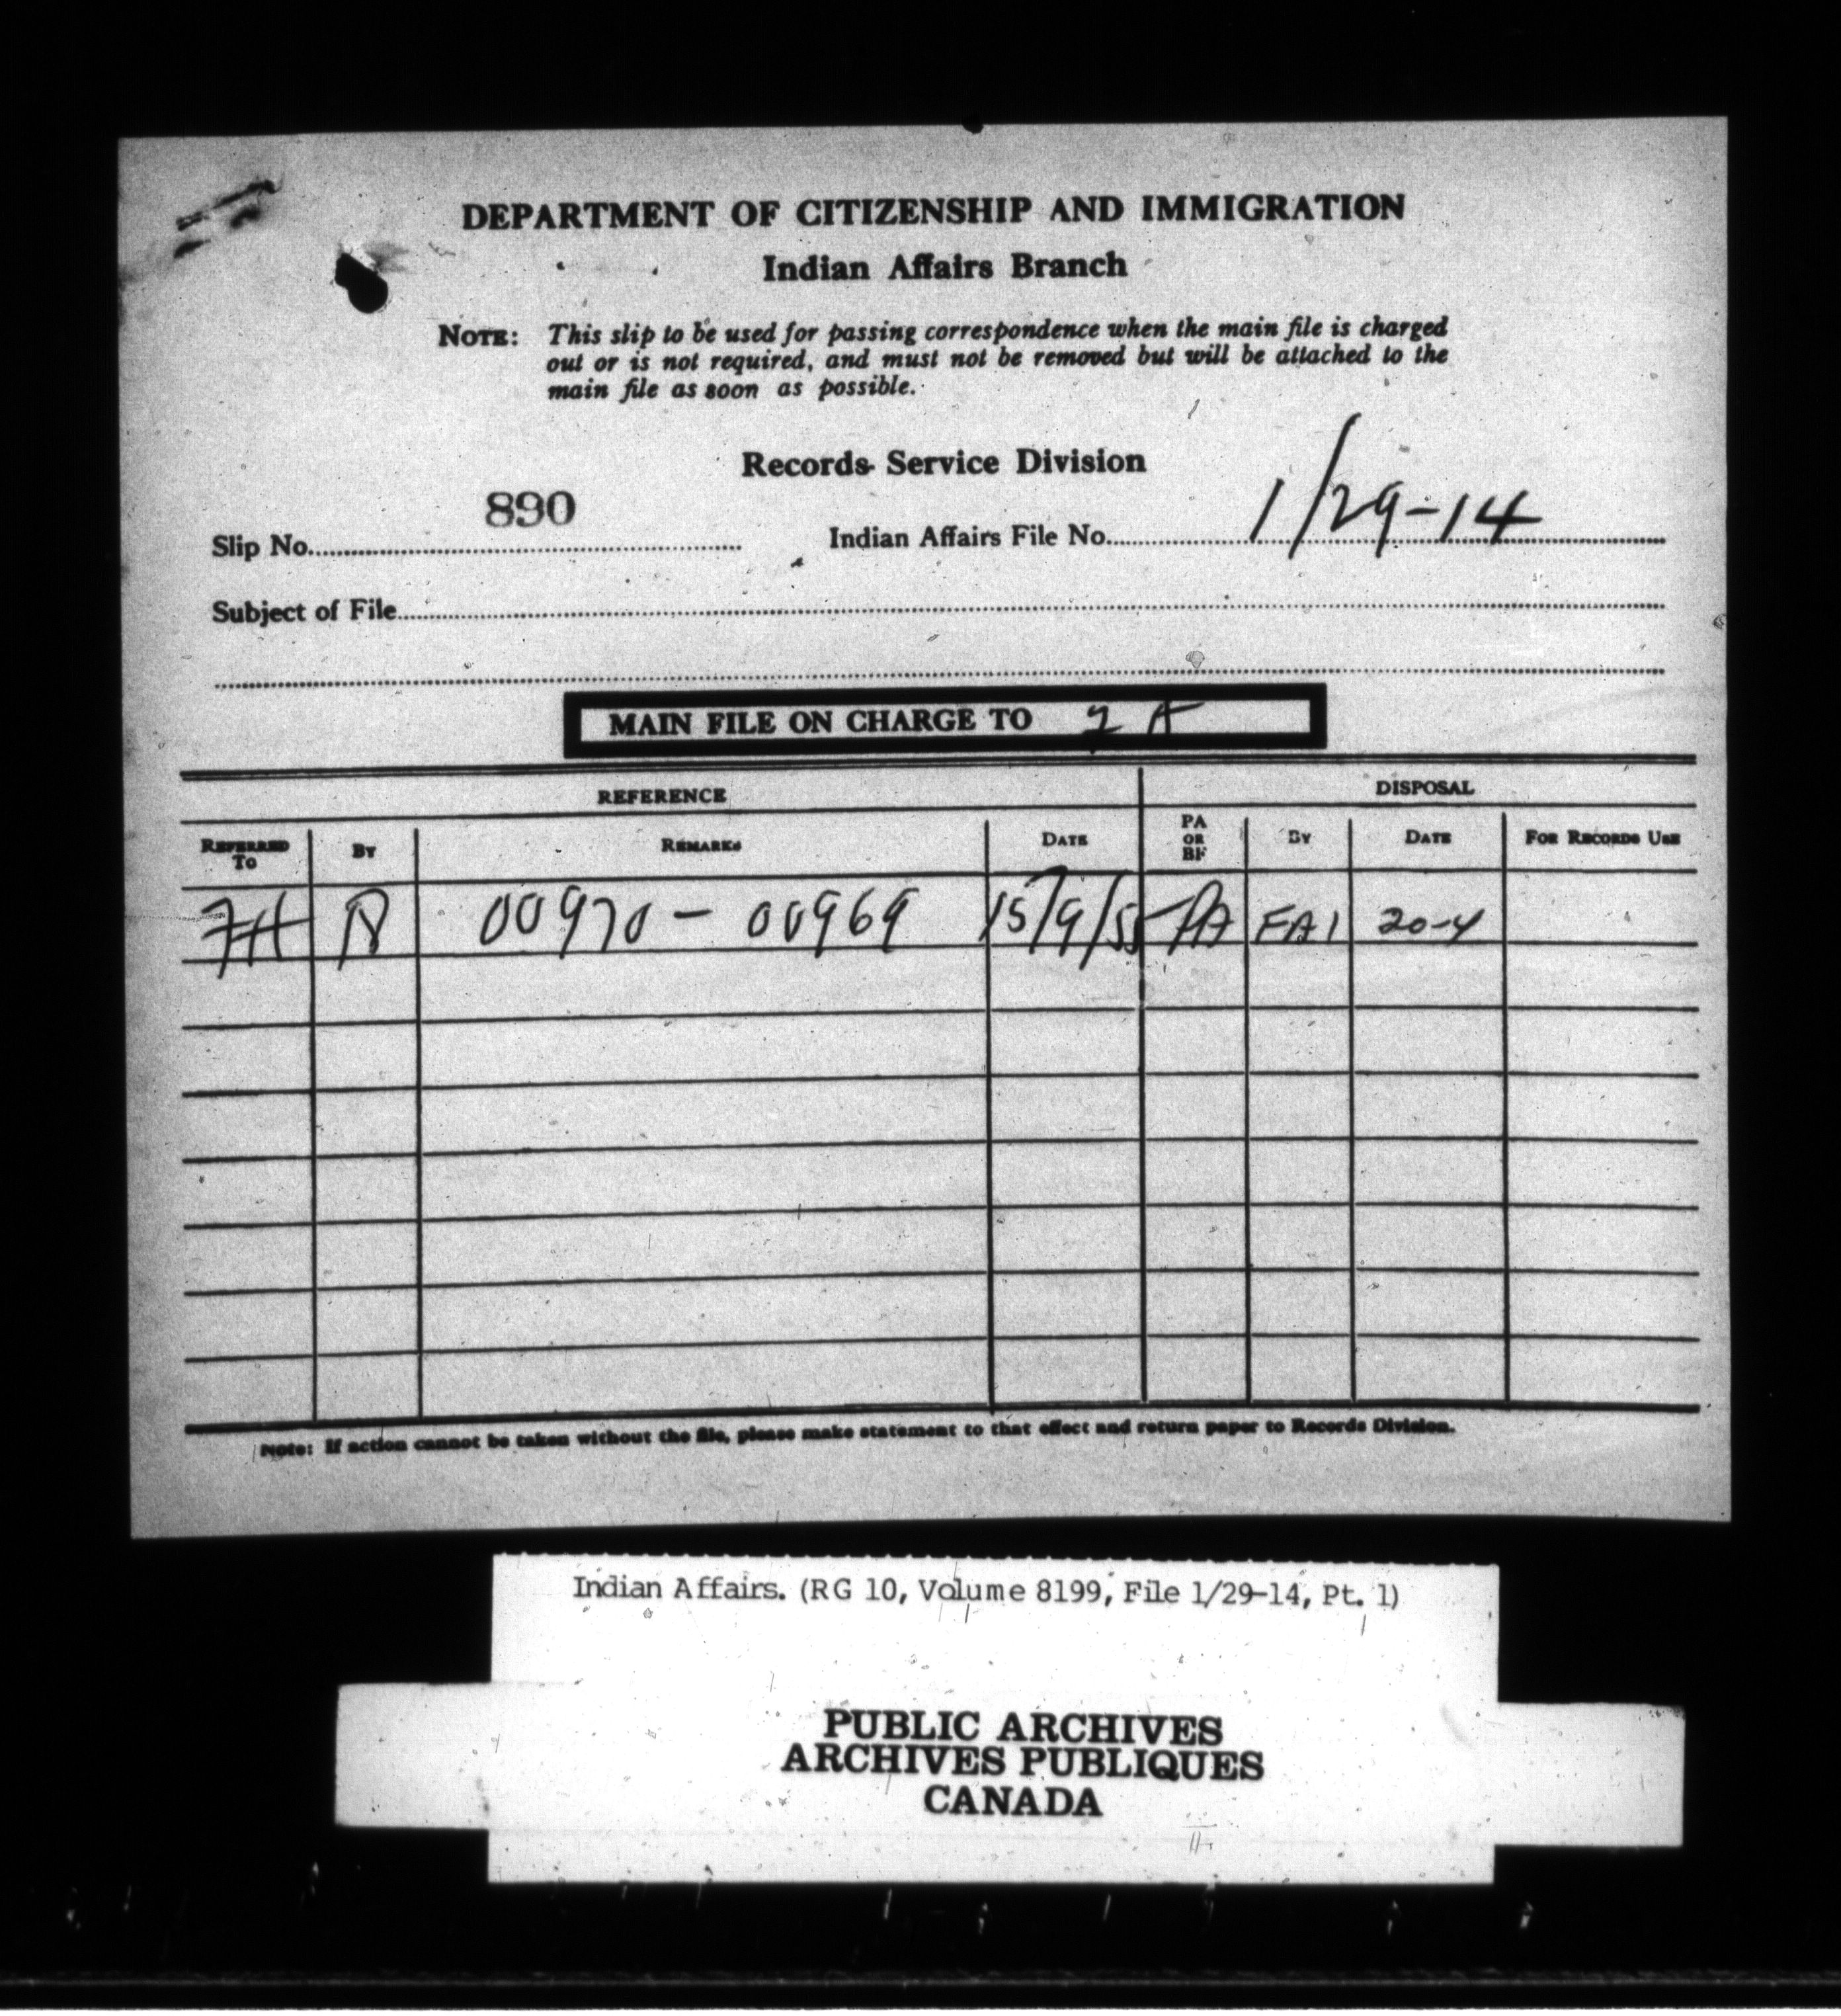 DEPARTMENT OF CITIZENSHIP AND IMMIGRATION
Indian Affairs Branch
NOTE: This slip to be used for passing correspondence when the main file is charged
out or is not required, and must not be removed but will be attached to the
main file as soon as possible.
Records Service Division
890
Slip No. Indian Affairs File No. 1/29-14
Subject of File
MAIN FILE ON CHARGE TO
REFERENCE DISPOSAL
REFERRED TO BY REMARKS DATE PA OR BF BY DATE FOR RECORDS USE
00970 - 00969 15/9/55 PA FA1 20-4
Note: If action cannot be taken without the file, please make statement to that effect and return paper to Records Division.
Indian Affairs. (RG 10, Volume 8199, File 1/29-14, Pt. 1)
PUBLIC ARCHIVES
ARCHIVES PUBLIQUES
CANADA